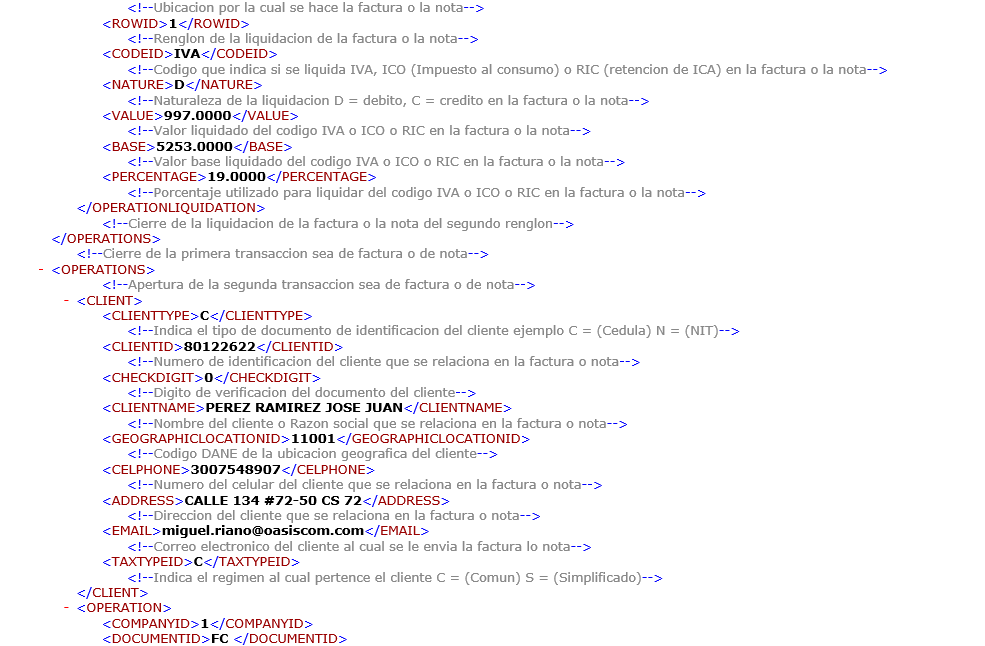 <!--Ubicacion por la cual se hace la factura o la nota-->
<ROWID>1</ROWID>
<!--Renglon de la liquidacion de la factura o la nota-->
<CODEID>IVA</CODEID>
<!--Codigo que indica si se liquida IVA, ICO (Impuesto al consumo) o RIC (retencion de ICA) en la factura o la nota-->
<NATURE>D</NATURE>
<!--Naturaleza de la liquidacion D = debito, C = credito en la factura o la nota-->
<VALUE>997.0000</VALUE>
<!--Valor liquidado del codigo IVA o ICO o RIC en la factura o la nota-->
<BASE>5253.0000</BASE>
<!--Valor base liquidado del codigo IVA o ICO o RIC en la factura o la nota-->
<PERCENTAGE>19.0000</PERCENTAGE>
<!--Porcentaje utilizado para liquidar del codigo IVA o ICO o RIC en la factura o la nota-->
</OPERATIONLIQUIDATION>
<!--Cierre de la liquidacion de la factura o la nota del segundo renglon-->
</OPERATIONS>
<!--Cierre de la primera transaccion sea de factura o de nota-->
- <OPERATIONS>
<!--Apertura de la segunda transaccion sea de factura o de nota-->
- <CLIENT>
<CLIENTTYPE>C</CLIENTTYPE>
<!--Indica el tipo de documento de identificacion del cliente ejemplo C = (Cedula) N = (NIT)-->
<CLIENTID>80122622</CLIENTID>
<!--Numero de identificacion del cliente que se relaciona en la factura o nota-->
<CHECKDIGIT>0</CHECKDIGIT>
<!--Digito de verificacion del documento del cliente-->
<CLIENTNAME>PEREZ RAMIREZ JOSE JUAN</CLIENTNAME>
<!--Nombre del cliente o Razon social que se relaciona en la factura o nota-->
<GEOGRAPHICLOCATIONID>11001</GEOGRAPHICLOCATIONID>
<!--Codigo DANE de la ubicacion geografica del cliente-->
<CELPHONE>3007548907</CELPHONE>
<!--Numero del celular del cliente que se relaciona en la factura o nota-->
<ADDRESS>CALLE 134 #72-50 CS 72</ADDRESS>
<!--Direccion del cliente que se relaciona en la factura o nota-->
<EMAIL>miguel.riano@oasiscom.com</EMAIL>
<!--Correo electronico del cliente al cual se le envia la factura lo nota-->
<TAXTYPEID>C</TAXTYPEID>
<!--Indica el regimen al cual pertence el cliente C = (Comun) S = (Simplificado)-->
</CLIENT>
- <OPERATION>
<COMPANYID>1</COMPANYID>
<DOCUMENTID>FC </DOCUMENTID>